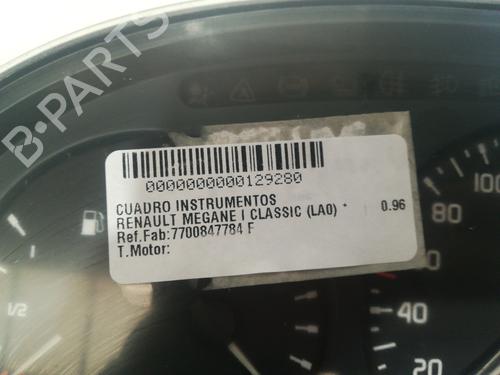 B-PARTS
0000000000129280
CUADRO INSTRUMENTOS
RENAULT MEGANE I CLASSIC (LA0) * 0.96
Ref.Fab:7700847784 F
T.Motor:
1/2
100
80
40
20